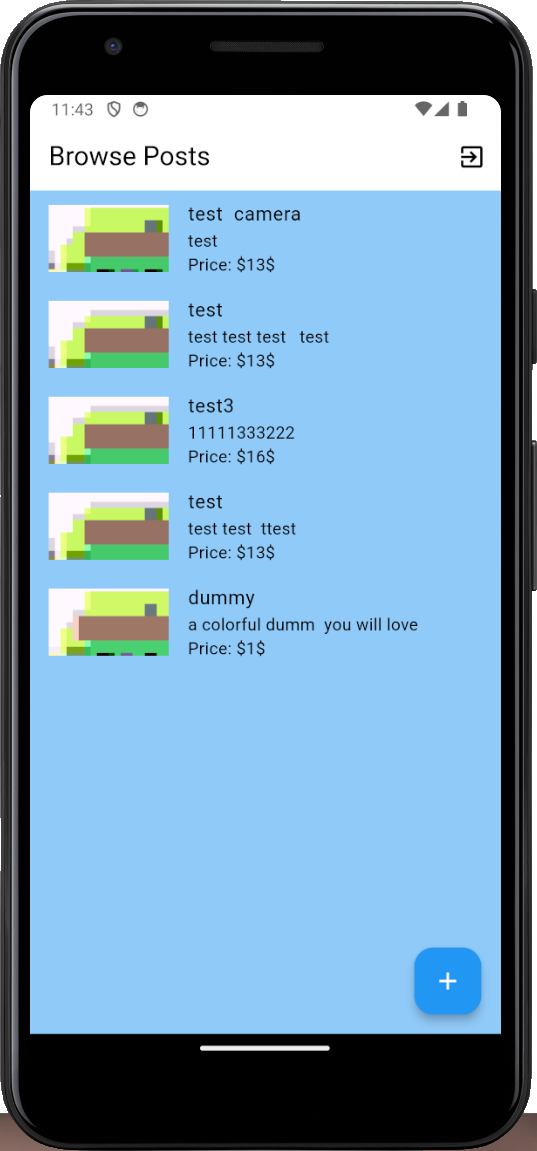 11:43
Browse Posts
test  camera
test
Price: $13$
test
test test test   test
Price: $13$
test3
11111333222
Price: $16$
test
test test  ttest
Price: $13$
dummy
a colorful dumm  you will love
Price: $1$
+